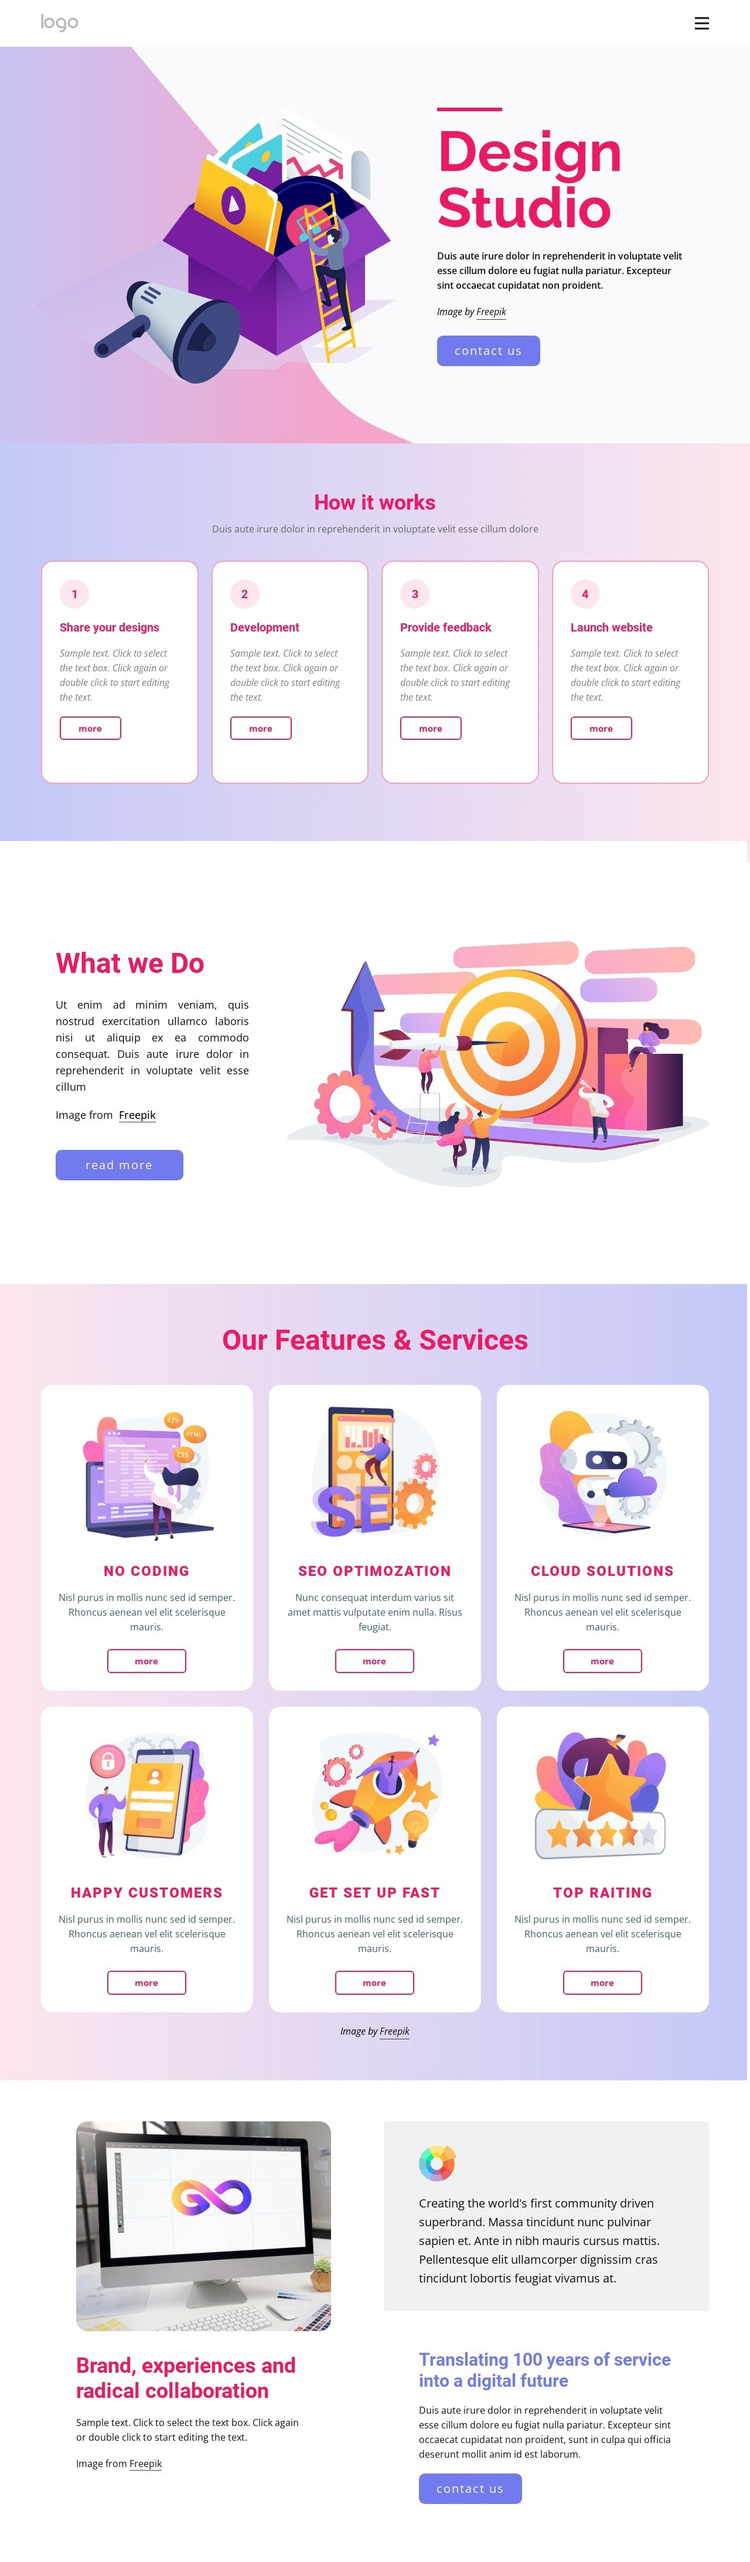 logo
Design
Studio
Duis aute irure dolor in reprehenderit in voluptate velit
esse cillum dolore eu fugiat nulla pariatur. Excepteur
sint occaecat cupidatat non proident.
Image by Freepik
contact us
How it works
Duis aute irure dolor in reprehenderit in voluptate velit esse cillum dolore
1
Share your designs
Sample text. Click to select
the text box. Click again or
double click to start editing
the text.
more
2
Development
Sample text. Click to select
the text box. Click again or
double click to start editing
the text.
more
3
Provide feedback
Sample text. Click to select
the text box. Click again or
double click to start editing
the text.
more
4
Launch website
Sample text. Click to select
the text box. Click again or
double click to start editing
the text.
more
What we Do
Ut enim ad minim veniam, quis
nostrud exercitation ullamco laboris
nisi ut aliquip ex ea commodo
consequat. Duis aute irure dolor in
reprehenderit in voluptate velit esse
cillum
Image from Freepik
read more
Our Features & Services
</>
HTML
CSS
NO CODING
Nisl purus in mollis nunc sed id semper.
Rhoncus aenean vel elit scelerisque
mauris.
more
SE
SEO OPTIMOZATION
Nunc consequat interdum varius sit
amet mattis vulputate enim nulla. Risus
feugiat.
more
CLOUD SOLUTIONS
Nisl purus in mollis nunc sed id semper.
Rhoncus aenean vel elit scelerisque
mauris.
more
HAPPY CUSTOMERS
Nisl purus in mollis nunc sed id semper.
Rhoncus aenean vel elit scelerisque
mauris.
more
GET SET UP FAST
Nisl purus in mollis nunc sed id semper.
Rhoncus aenean vel elit scelerisque
mauris.
more
TOP RAITING
Nisl purus in mollis nunc sed id semper.
Rhoncus aenean vel elit scelerisque
mauris.
more
Image by Freepik
Brand, experiences and
radical collaboration
Sample text. Click to select the text box. Click again
or double click to start editing the text.
Image from Freepik
Creating the world's first community driven
superbrand. Massa tincidunt nunc pulvinar
sapien et. Ante in nibh mauris cursus mattis.
Pellentesque elit ullamcorper dignissim cras
tincidunt lobortis feugiat vivamus at.
Translating 100 years of service
into a digital future
Duis aute irure dolor in reprehenderit in voluptate velit
esse cillum dolore eu fugiat nulla pariatur. Excepteur sint
occaecat cupidatat non proident, sunt in culpa qui officia
deserunt mollit anim id est laborum.
contact us